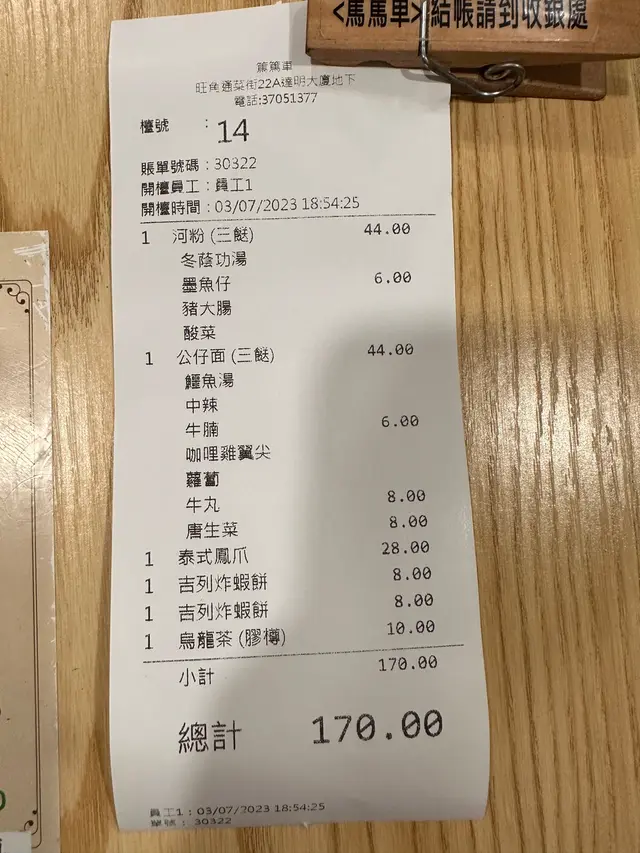 <篤篤車>結帳請到收銀處
篤篤車
旺角通菜街22A達明大廈地下
電話:37051377
檯號 : 14
賬單號碼 : 30322
開檯員工 : 員工1
開檯時間 : 03/07/2023 18:54:25
1 河粉 (三餸) 44.00
冬蔭功湯
墨魚仔 6.00
豬大腸
酸菜
1 公仔面 (三餸) 44.00
鱷魚湯
中辣
牛腩 6.00
咖哩雞翼尖
蘿蔔
牛丸 8.00
唐生菜 8.00
1 泰式鳳爪 28.00
1 吉列炸蝦餅 8.00
1 吉列炸蝦餅 8.00
1 烏龍茶 (膠樽) 10.00
小計 170.00
總計 170.00
員工1 : 03/07/2023 18:54:25
單號 : 30322